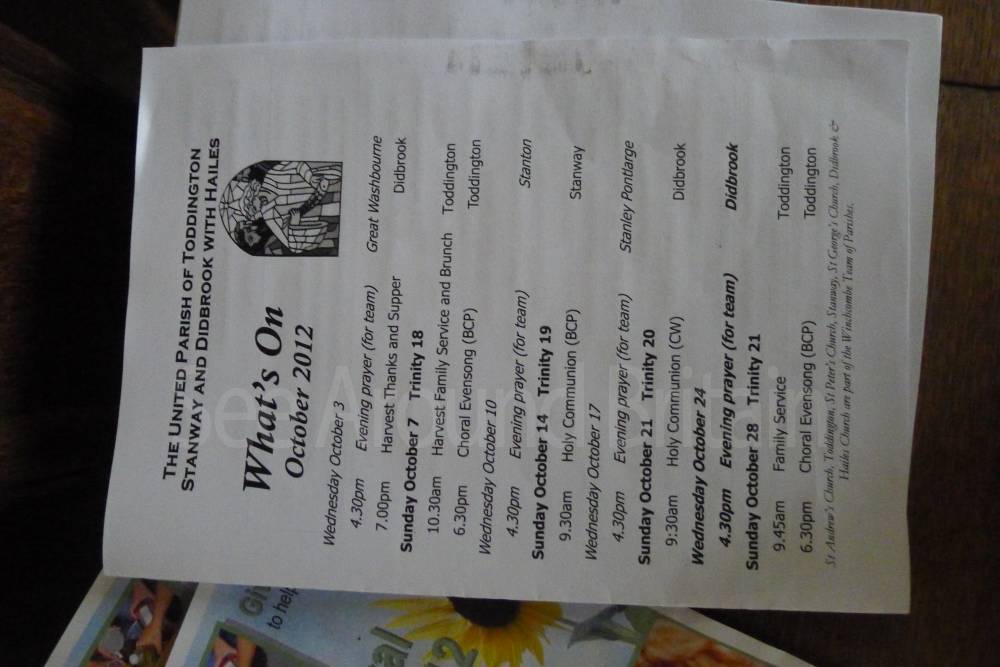 THE UNITED PARISH OF TODDINGTON
STANWAY AND DIDBROOK WITH HAILES
What's On
October 2012
Wednesday October 3
4.30pm Evening prayer (for team) Great Washbourne
7.00pm Harvest Thanks and Supper Didbrook
Sunday October 7 Trinity 18
10.30am Harvest Family Service and Brunch Toddington
6.30pm Choral Evensong (BCP) Toddington
Wednesday October 10
4.30pm Evening prayer (for team) Stanton
Sunday October 14 Trinity 19
9.30am Holy Communion (BCP) Stanway
Wednesday October 17
4.30pm Evening prayer (for team) Stanley Pontlarge
Sunday October 21 Trinity 20
9:30am Holy Communion (CW) Didbrook
Wednesday October 24
4.30pm Evening prayer (for team) Didbrook
Sunday October 28 Trinity 21
9.45am Family Service Toddington
6.30pm Choral Evensong (BCP) Toddington
St Andrew's Church, Toddington, St Peter's Church, Stanway, St George's Church, Didbrook &
Hailes Church are part of the Winchcombe Team of Parishes.
See Around Britain
to help
2